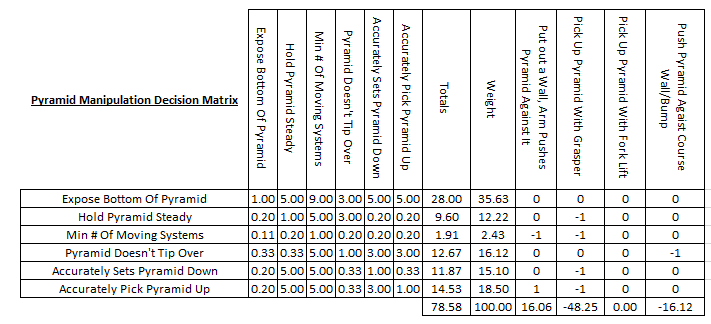 Pyramid Manipulation Decision Matrix
Expose Bottom Of Pyramid
Hold Pyramid Steady
Min # Of Moving Systems
Pyramid Doesn't Tip Over
Accurately Sets Pyramid Down
Accurately Pick Pyramid Up
Totals
Weight
Put out a Wall, Arm Pushes
Pyramid Against It
Pick Up Pyramid With Grasper
Pick Up Pyramid With Fork Lift
Push Pyramid Agaist Course
Wall/Bump
Expose Bottom Of Pyramid 1.00 5.00 9.00 3.00 5.00 5.00 28.00 35.63 0 0 0 0
Hold Pyramid Steady 0.20 1.00 5.00 3.00 0.20 0.20 9.60 12.22 0 -1 0 0
Min # Of Moving Systems 0.11 0.20 1.00 0.20 0.20 0.20 1.91 2.43 -1 -1 0 0
Pyramid Doesn't Tip Over 0.33 0.33 5.00 1.00 3.00 3.00 12.67 16.12 0 0 0 -1
Accurately Sets Pyramid Down 0.20 5.00 5.00 0.33 1.00 0.33 11.87 15.10 0 -1 0 0
Accurately Pick Pyramid Up 0.20 5.00 5.00 0.33 3.00 1.00 14.53 18.50 1 -1 0 0
78.58 100.00 16.06 -48.25 0.00 -16.12